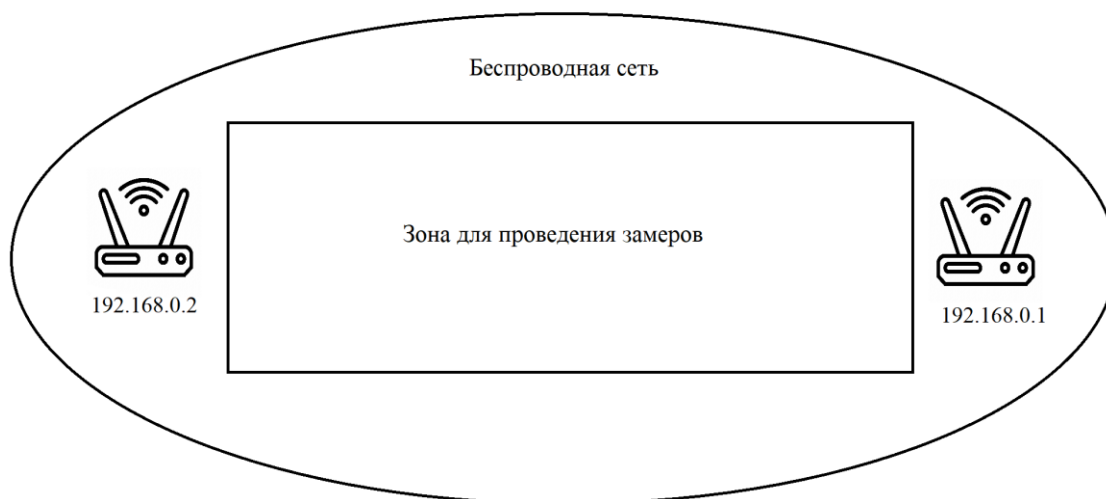 Беспроводная сеть
Зона для проведения замеров
192.168.0.2
192.168.0.1